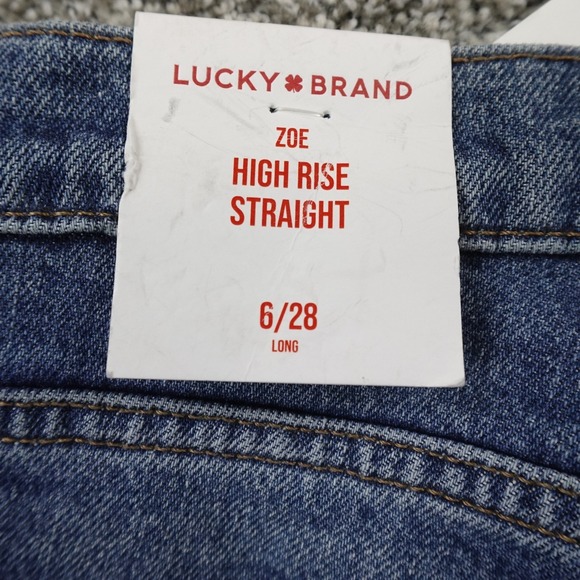 LUCKY BRAND
ZOE
HIGH RISE
STRAIGHT
6/28
LONG